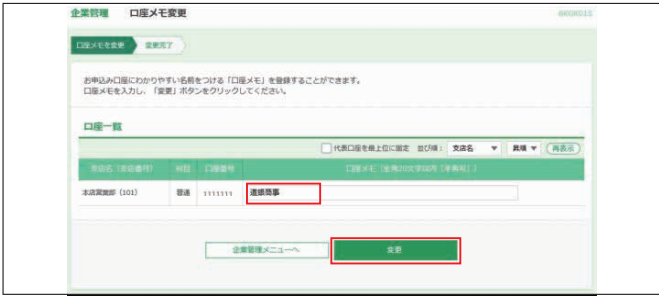 企業管理 口座メモ変更
口座メモを変更 変更完了
お申込み口座にわかりやすい名前をつける「口座メモ」を登録することができます。
口座メモを入力し、「変更」ボタンをクリックしてください。
口座一覧
代表口座を最上位に固定 並び順： 支店名 ▼ 昇順 ▼ 再表示
支店名（支店番号） 科目 口座番号 口座メモ［全角20文字以内［半角可］］
本店営業部（101） 普通 1111111 道銀商事
企業管理メニューへ 変更